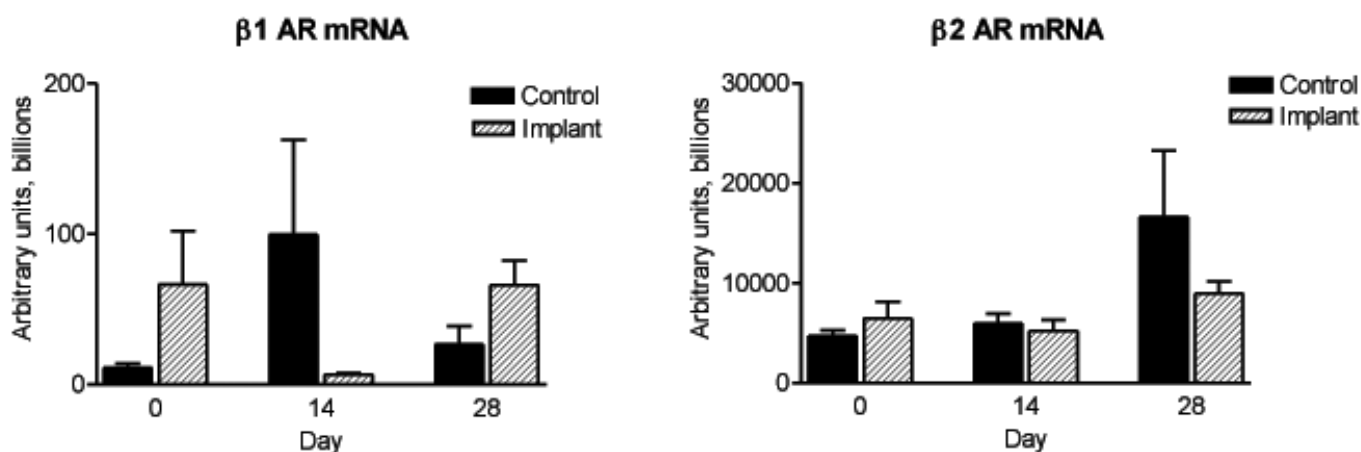 β1 AR mRNA
Arbitrary units, billions
200
100
0
Control
Implant
0 14 28
Day
β2 AR mRNA
Arbitrary units, billions
30000
20000
10000
0
Control
Implant
0 14 28
Day